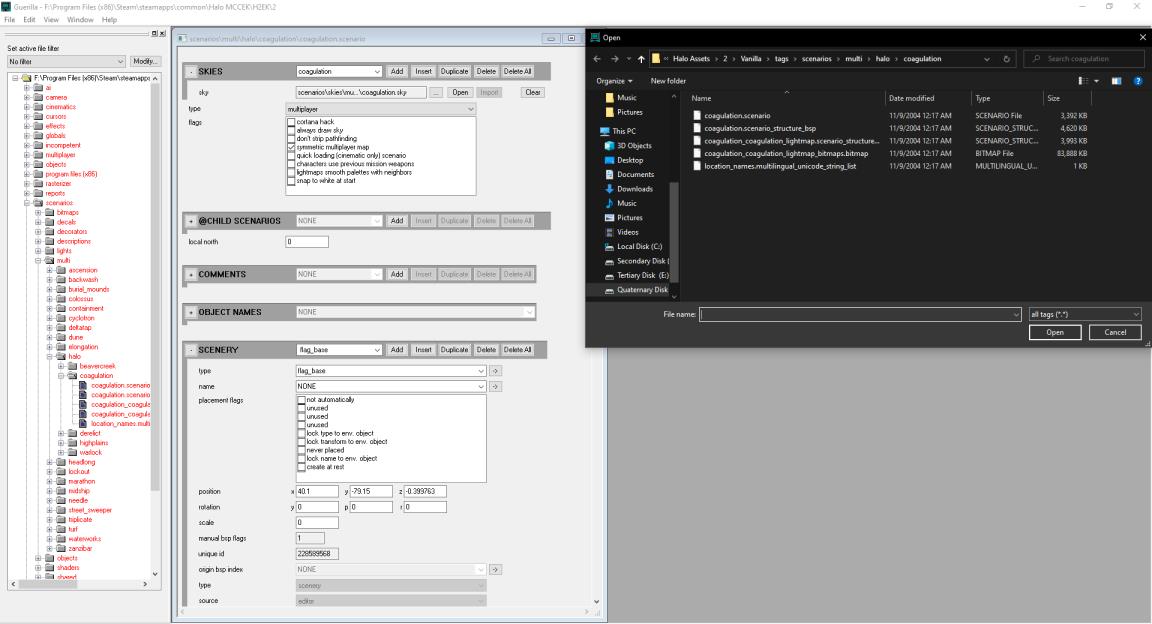 Guerilla - F:\Program Files (x86)\Steam\steamapps\common\Halo MCCEK\H2EK\2
File Edit View Window Help
Set active file filter
No filter
Modify...
F:\Program Files (x86)\Steam\steamapps
ai
camera
cinematics
cursors
effects
globals
incompetent
multiplayer
objects
program files (x86)
rasterizer
reports
scenarios
bitmaps
decals
decorators
descriptions
lights
multi
ascension
backwash
burial_mounds
colossus
containment
cyclotron
deltatap
dune
elongation
halo
beavercreek
coagulation
coagulation.scenario
coagulation.scenario
coagulation_coagula
coagulation_coagula
location_names.multi
derelict
highplains
warlock
headlong
lockout
marathon
midship
needle
street_sweeper
triplicate
turf
waterworks
zanzibar
objects
shaders
shared
scenarios\multi\halo\coagulation\coagulation.scenario
- SKIES
coagulation
Add Insert Duplicate Delete Delete All
sky
scenarios\skies\mu...\coagulation.sky
... Open Import Clear
type
multiplayer
flags
cortana hack
always draw sky
don't strip pathfinding
symmetric multiplayer map
quick loading (cinematic only) scenario
characters use previous mission weapons
lightmaps smooth palettes with neighbors
snap to white at start
+ @CHILD SCENARIOS
NONE
Add Insert Duplicate Delete Delete All
local north
0
+ COMMENTS
NONE
Add Insert Duplicate Delete Delete All
+ OBJECT NAMES
NONE
- SCENERY
flag_base
Add Insert Duplicate Delete Delete All
type
flag_base
->
name
NONE
->
placement flags
not automatically
unused
unused
unused
lock type to env. object
lock transform to env. object
never placed
lock name to env. object
create at rest
position
x 40.1 y -79.15 z -0.399763
rotation
y 0 p 0 r 0
scale
0
manual bsp flags
1
unique id
228589568
origin bsp index
NONE
->
type
scenery
source
editor
Open
« Halo Assets › 2 › Vanilla › tags › scenarios › multi › halo › coagulation
Search coagulation
Organize
New folder
Music
Pictures
This PC
3D Objects
Desktop
Documents
Downloads
Music
Pictures
Videos
Local Disk (C:)
Secondary Disk (
Tertiary Disk (E:)
Quaternary Disk
Name Date modified Type Size
coagulation.scenario 11/9/2004 12:17 AM SCENARIO File 3,392 KB
coagulation.scenario_structure_bsp 11/9/2004 12:17 AM SCENARIO_STRUC... 4,620 KB
coagulation_coagulation_lightmap.scenario_structure... 11/9/2004 12:17 AM SCENARIO_STRUC... 3,993 KB
coagulation_coagulation_lightmap_bitmaps.bitmap 11/9/2004 12:17 AM BITMAP File 83,888 KB
location_names.multilingual_unicode_string_list 11/9/2004 12:17 AM MULTILINGUAL_U... 1 KB
File name:
all tags (*.*)
Open
Cancel